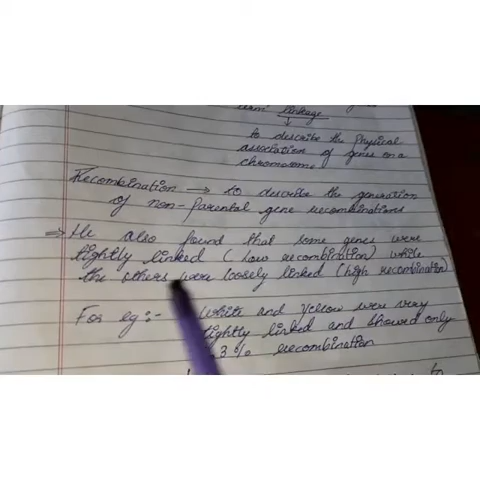 term linkage
to describe the Physical
association of genes on a
chromosome
Recombination → to describe the generation
of non-Parental gene recombinations
⇒ He also found that some genes were
tightly linked (low recombination) while
the others were loosely linked (high recombination)
For eg:- White and Yellow were very
tightly linked and showed only
3% recombination